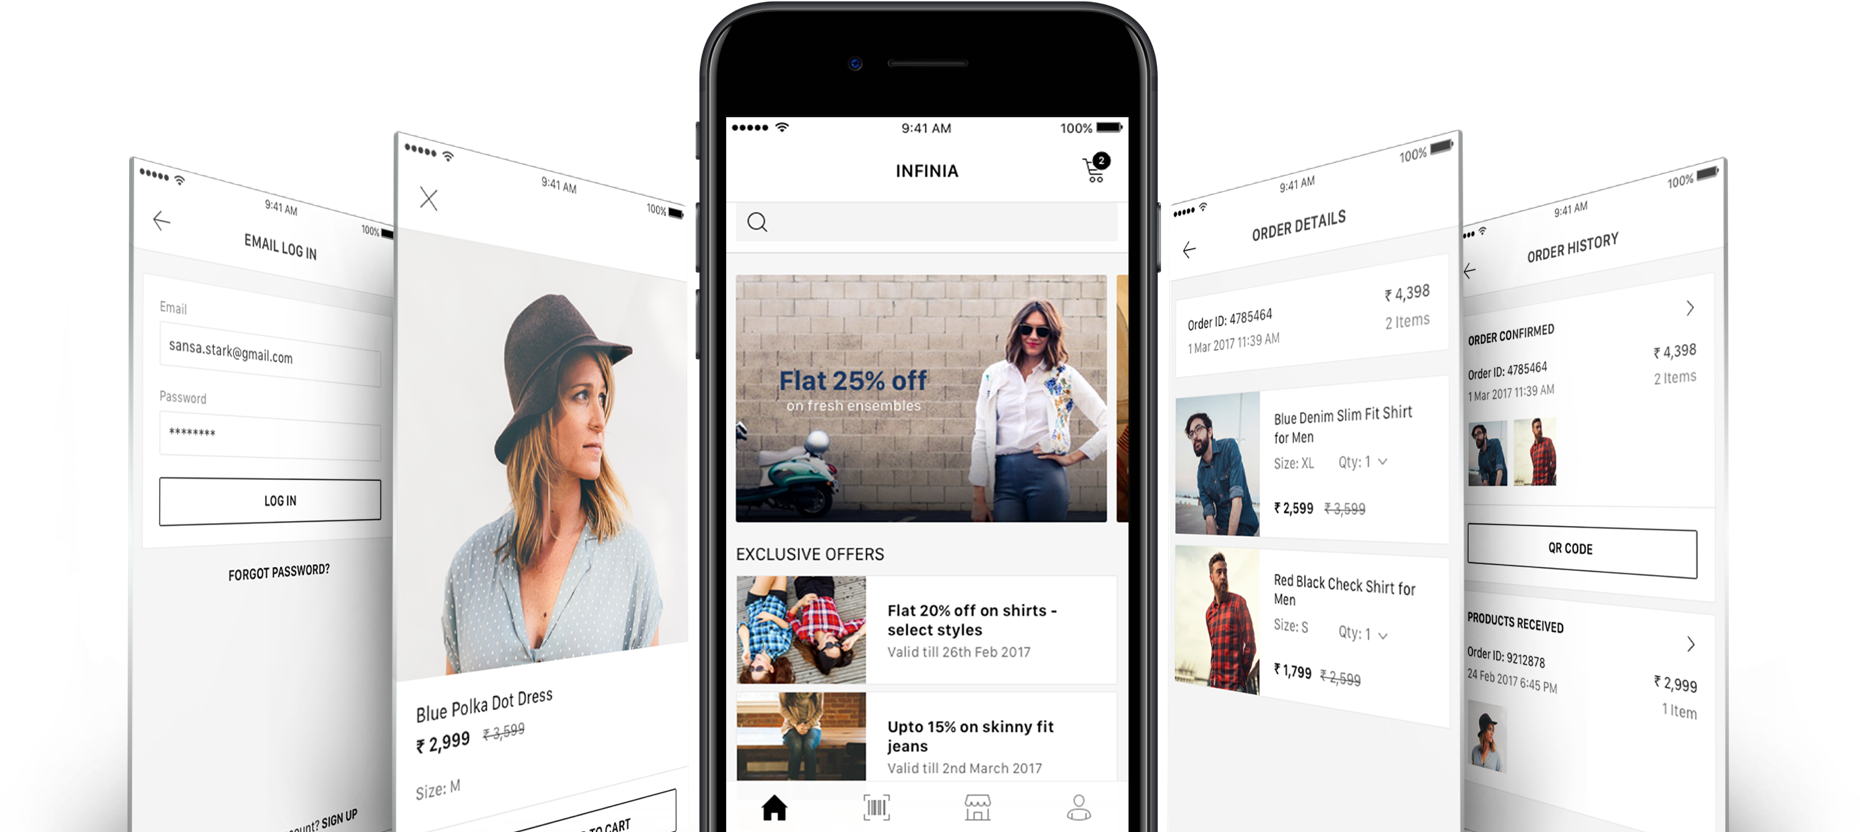 9:41 AM
100%
EMAIL LOG IN
Email
sansa.stark@gmail.com
Password
********
LOG IN
FORGOT PASSWORD?
SIGN UP
9:41 AM
100%
Blue Polka Dot Dress
₹ 2,999 ₹ 3,599
Size: M
TO CART
9:41 AM
100%
INFINIA
2
Flat 25% off
on fresh ensembles
EXCLUSIVE OFFERS
Flat 20% off on shirts -
select styles
Valid till 26th Feb 2017
Upto 15% on skinny fit
jeans
Valid till 2nd March 2017
9:41 AM
100%
ORDER DETAILS
Order ID: 4785464
₹ 4,398
1 Mar 2017 11:39 AM
2 Items
Blue Denim Slim Fit Shirt
for Men
Size: XL Qty: 1
₹ 2,599 ₹ 3,599
Red Black Check Shirt for
Men
Size: S Qty: 1
₹ 1,799 ₹ 2,599
9:41 AM
100%
ORDER HISTORY
ORDER CONFIRMED
Order ID: 4785464
₹ 4,398
1 Mar 2017 11:39 AM
2 Items
QR CODE
PRODUCTS RECEIVED
Order ID: 9212878
₹ 2,999
24 Feb 2017 6:45 PM
1 Item